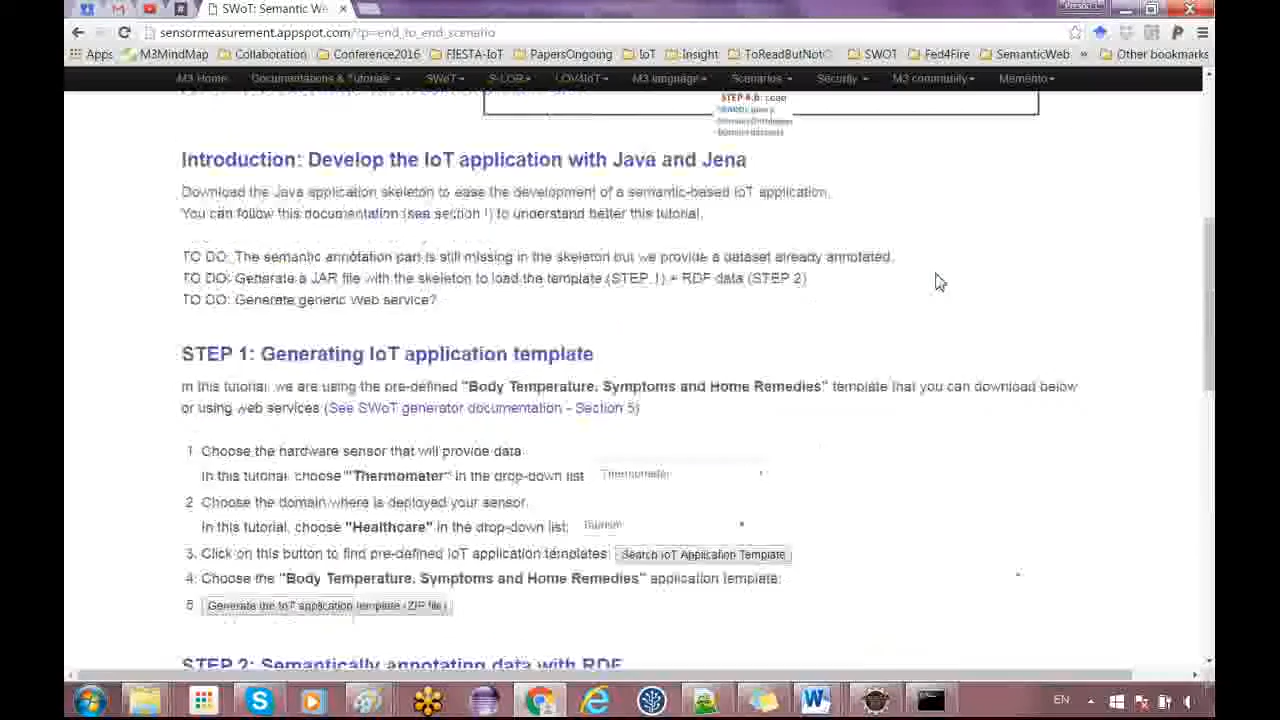 SWoT: Semantic We
Person 1
sensormeasurement.appspot.com/?p=end_to_end_scenario
Apps M3MindMap Collaboration Conference2016 FIESTA-IoT PapersOngoing IoT Insight ToReadButNotC SWOT Fed4Fire SemanticWeb » Other bookmarks
M3 Home Documentations & Tutorials SWoT S-LOR LOV4IoT M3 language Scenarios Security M3 community Memento
Introduction: Develop the IoT application with Java and Jena
Download the Java application skeleton to ease the development of a semantic-based IoT application.
You can follow this documentation (see section !) to understand better this tutorial.
TO DO: The semantic annotation part is still missing in the skeleton but we provide a dataset already annotated.
TO DO: Generate a JAR file with the skeleton to load the template (STEP 1) + RDF data (STEP 2)
TO DO: Generate generic Web service?
STEP 1: Generating IoT application template
In this tutorial, we are using the pre-defined "Body Temperature, Symptoms and Home Remedies" template that you can download below
or using web services (See SWoT generator documentation - Section 5)
1 Choose the hardware sensor that will provide data
In this tutorial, choose ""Thermometer" in the drop-down list Thermometer
2 Choose the domain where is deployed your sensor.
In this tutorial, choose "Healthcare" in the drop-down list: Tourism
3. Click on this button to find pre-defined IoT application templates: Search IoT Application Template
4. Choose the "Body Temperature, Symptoms and Home Remedies" application template:
5 Generate the IoT application template (ZIP file)
STEP 2: Semantically annotating data with RDF
EN